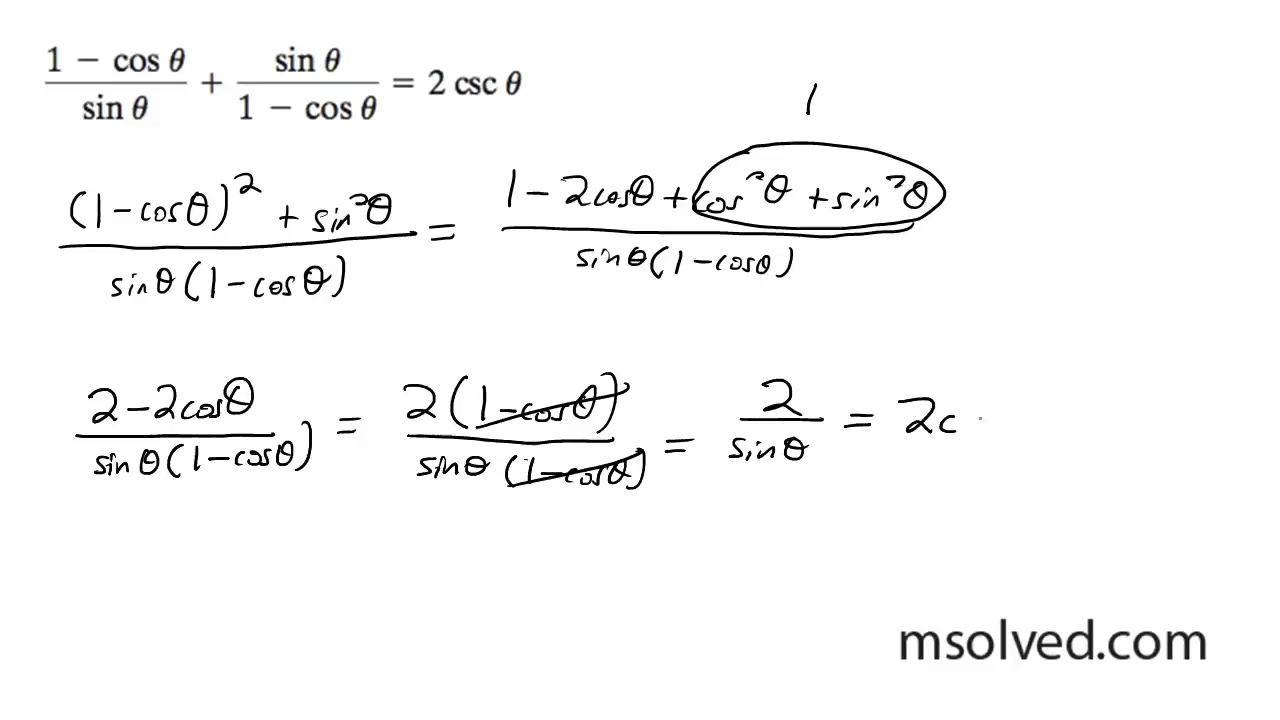 (1 − cos θ)/(sin θ) + (sin θ)/(1 − cos θ) = 2 csc θ
1
((1-cosθ)² + sin²θ)/(sinθ(1-cosθ)) = (1-2cosθ+cos²θ+sin²θ)/(sinθ(1-cosθ))
(2-2cosθ)/(sinθ(1-cosθ)) = (2(1-cosθ))/(sinθ(1-cosθ)) = 2/(sinθ) = 2c
msolved.com